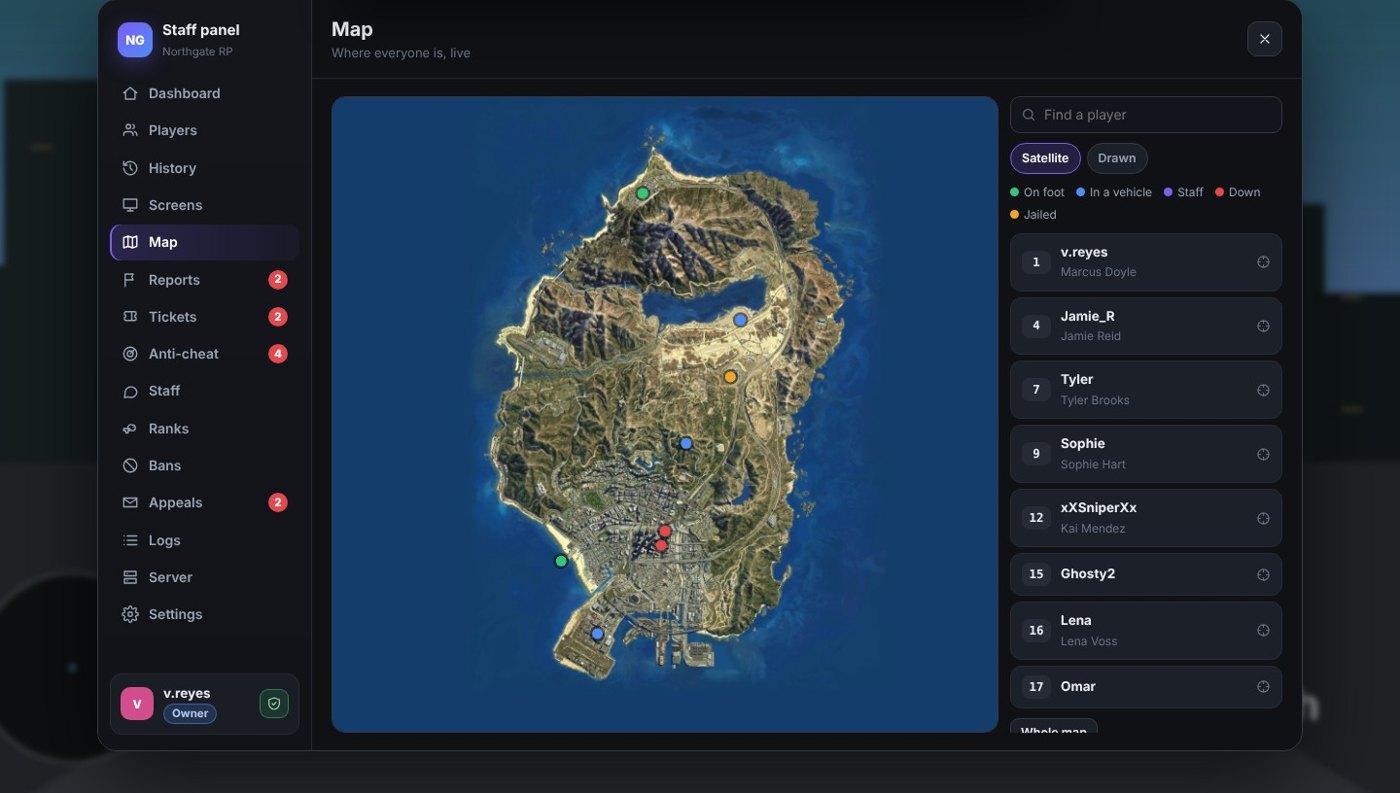 NG
Staff panel
Northgate RP
Dashboard
Players
History
Screens
Map
Reports 2
Tickets 2
Anti-cheat 4
Staff
Ranks
Bans
Appeals 2
Logs
Server
Settings
v
v.reyes
Owner
Map
Where everyone is, live
Find a player
Satellite Drawn
On foot In a vehicle Staff Down
Jailed
1 v.reyes
Marcus Doyle
4 Jamie_R
Jamie Reid
7 Tyler
Tyler Brooks
9 Sophie
Sophie Hart
12 xXSniperXx
Kai Mendez
15 Ghosty2
16 Lena
Lena Voss
17 Omar
Whole map